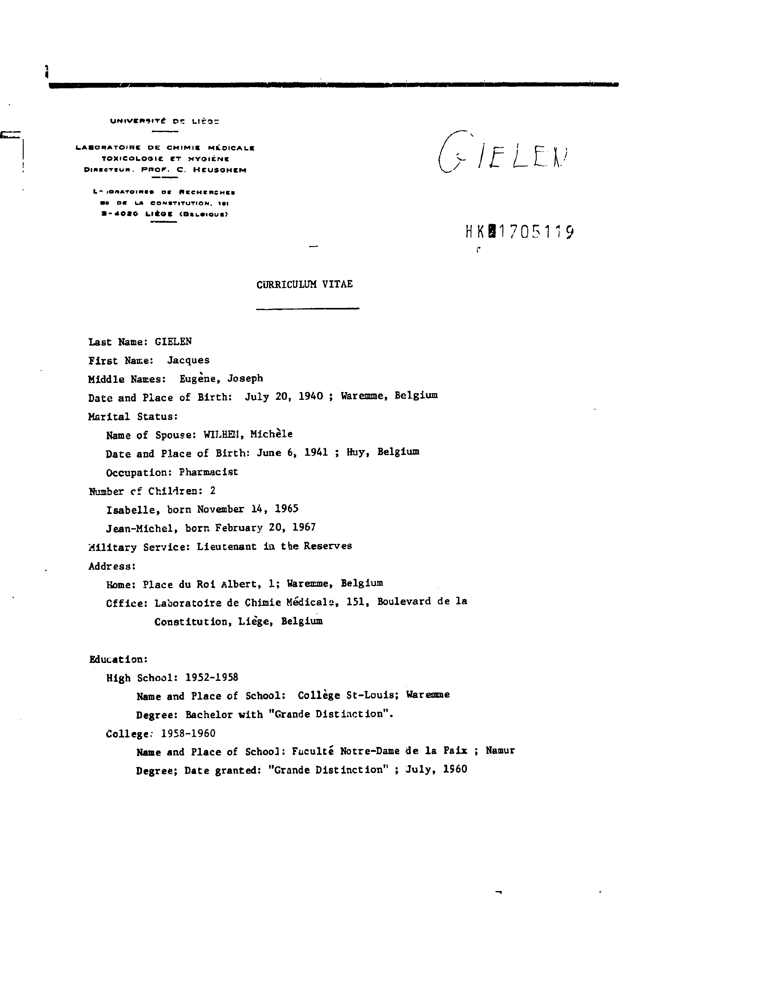 UNIVERSITÉ DE LIÈGE
LABORATOIRE DE CHIMIE MÉDICALE
TOXICOLOGIE ET HYGIÈNE
DIRECTEUR. PROF. C. HEUSGHEM
DE RECHERCHES
DE LA CONSTITUTION, 151
B-4020 LIÈGE (BELGIQUE)
GIELEN
HK 1705119
CURRICULUM VITAE
Last Name: GIELEN
First Name: Jacques
Middle Names: Eugène, Joseph
Date and Place of Birth: July 20, 1940 ; Waremme, Belgium
Marital Status:
Name of Spouse: WILHEM, Michèle
Date and Place of Birth: June 6, 1941 ; Huy, Belgium
Occupation: Pharmacist
Number of Children: 2
Isabelle, born November 14, 1965
Jean-Michel, born February 20, 1967
Military Service: Lieutenant in the Reserves
Address:
Home: Place du Roi Albert, 1; Waremme, Belgium
Office: Laboratoire de Chimie Médicale, 151, Boulevard de la
Constitution, Liège, Belgium
Education:
High School: 1952-1958
Name and Place of School: Collège St-Louis; Waremme
Degree: Bachelor with "Grande Distinction".
College: 1958-1960
Name and Place of School: Faculté Notre-Dame de la Paix ; Namur
Degree; Date granted: "Grande Distinction" ; July, 1960